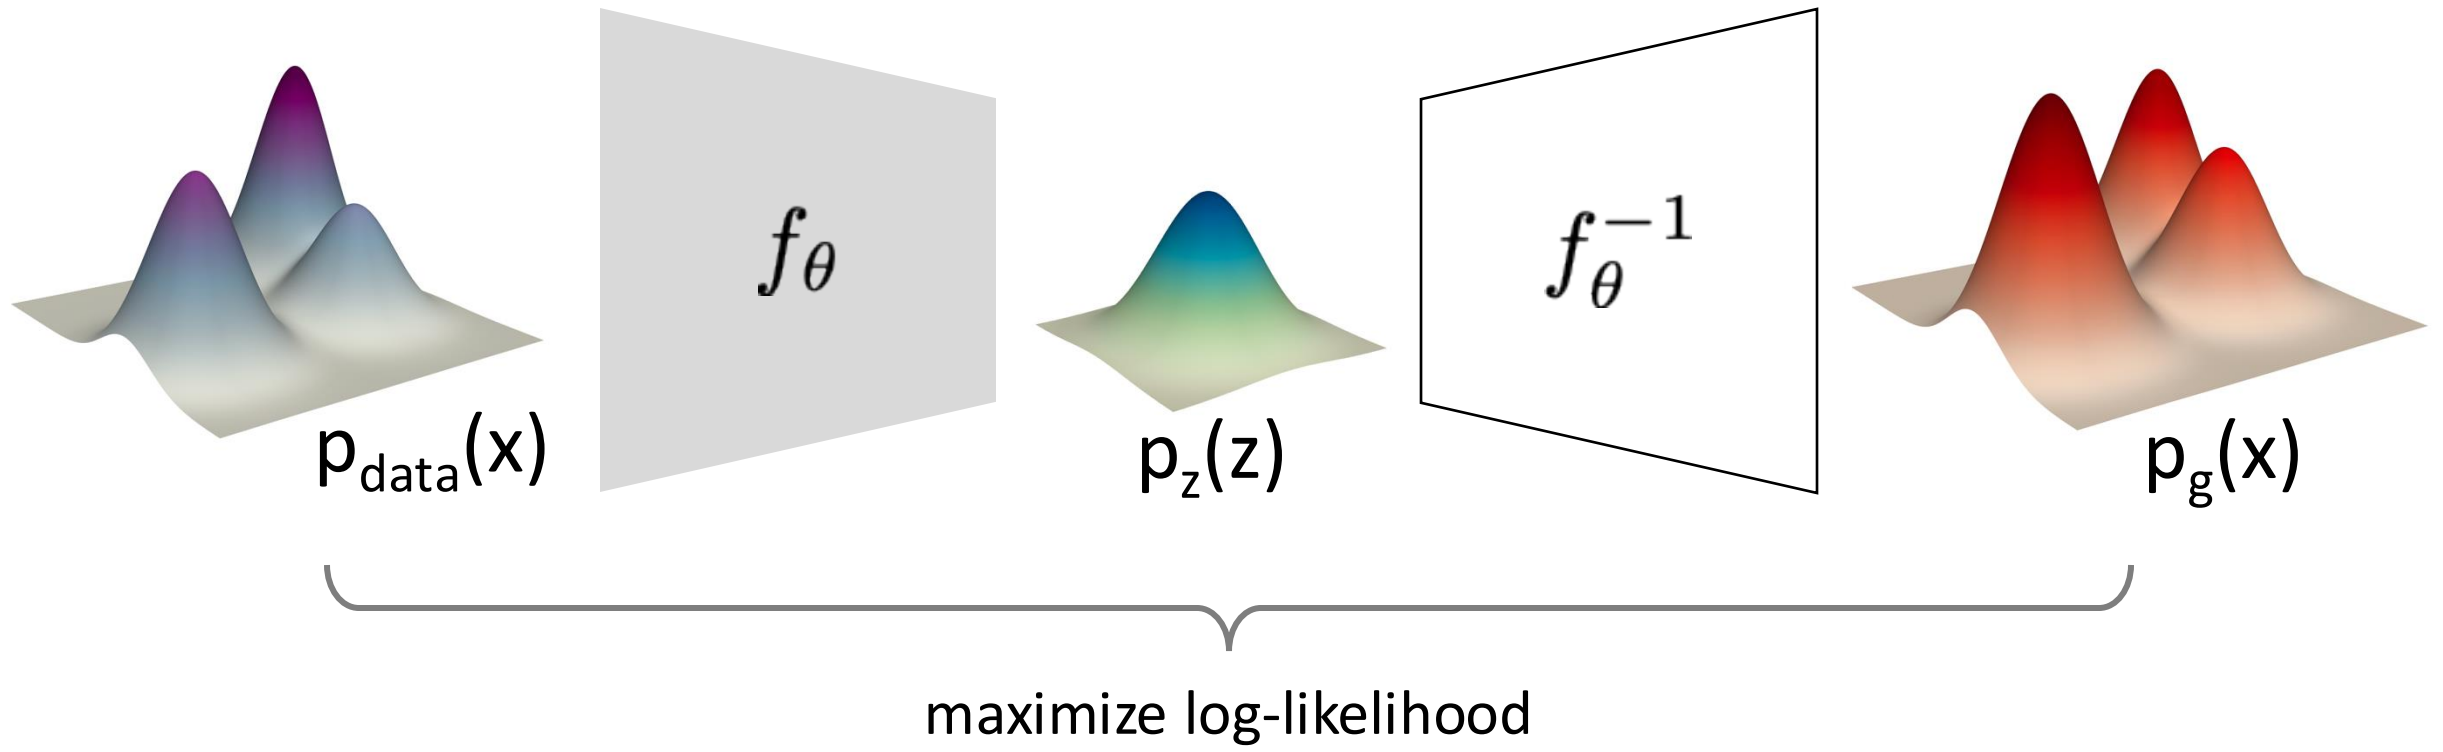 f_θ
f_θ^{-1}
p_data(x)
p_z(z)
p_g(x)
maximize log-likelihood